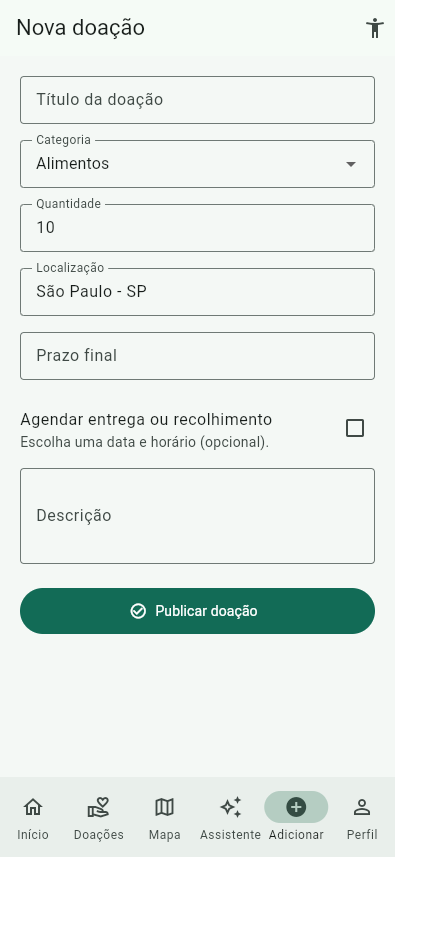 Nova doação
Título da doação
Categoria
Alimentos
Quantidade
10
Localização
São Paulo - SP
Prazo final
Agendar entrega ou recolhimento
Escolha uma data e horário (opcional).
Descrição
Publicar doação
Início
Doações
Mapa
Assistente
Adicionar
Perfil